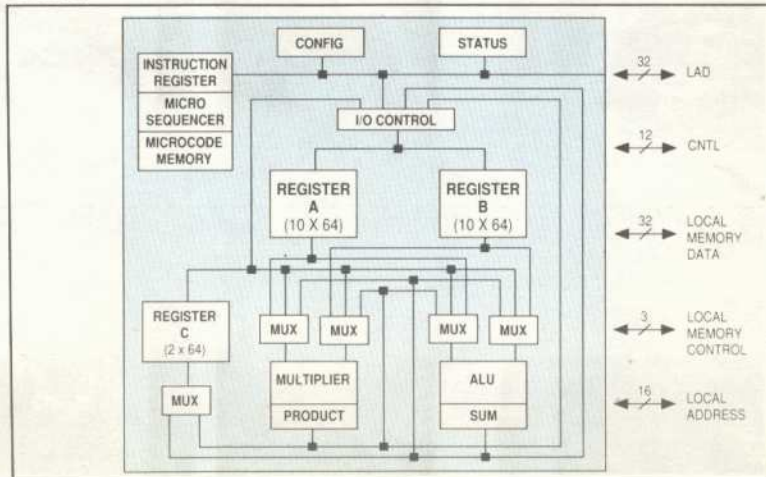 CONFIG
STATUS
INSTRUCTION
REGISTER
MICRO
SEQUENCER
MICROCODE
MEMORY
I/O CONTROL
REGISTER
A
(10 X 64)
REGISTER
B
(10 X 64)
REGISTER
C
(2 x 64)
MUX
MUX
MUX
MUX
MUX
MULTIPLIER
PRODUCT
ALU
SUM
32
LAD
12
CNTL
32
LOCAL
MEMORY
DATA
3
LOCAL
MEMORY
CONTROL
16
LOCAL
ADDRESS